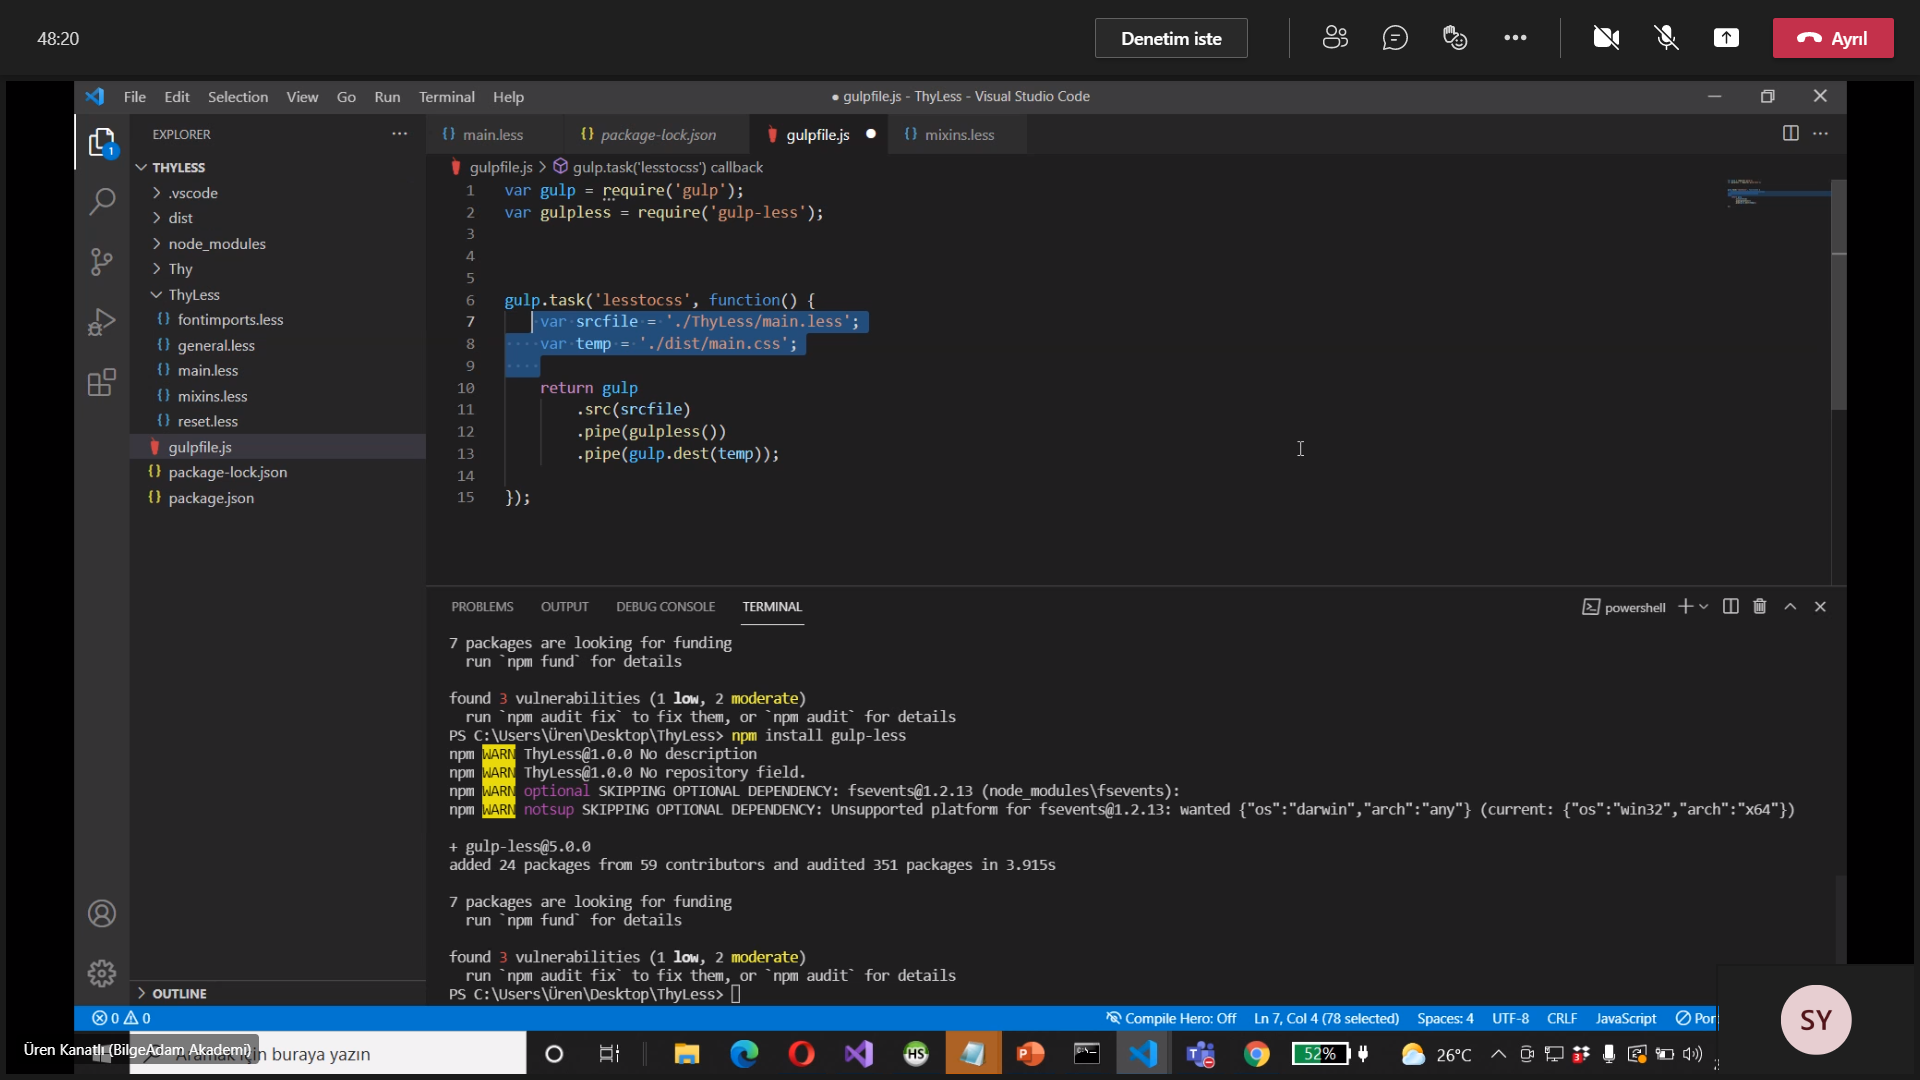 48:20
Denetim iste
Ayrıl
File Edit Selection View Go Run Terminal Help
● gulpfile.js - ThyLess - Visual Studio Code
EXPLORER
main.less
package-lock.json
gulpfile.js
mixins.less
gulpfile.js > gulp.task('lesstocss') callback
1
THYLESS
.vscode
dist
node_modules
Thy
ThyLess
fontimports.less
general.less
main.less
mixins.less
reset.less
gulpfile.js
package-lock.json
package.json
OUTLINE
1 var gulp = require('gulp');
2 var gulpless = require('gulp-less');
3
4
5
6 gulp.task('lesstocss', function() {
7 var srcfile = './ThyLess/main.less';
8 var temp = './dist/main.css';
9
10 return gulp
11 .src(srcfile)
12 .pipe(gulpless())
13 .pipe(gulp.dest(temp));
14
15 });
PROBLEMS OUTPUT DEBUG CONSOLE TERMINAL
powershell
7 packages are looking for funding
run `npm fund` for details
found 3 vulnerabilities (1 low, 2 moderate)
run `npm audit fix` to fix them, or `npm audit` for details
PS C:\Users\Üren\Desktop\ThyLess> npm install gulp-less
npm WARN ThyLess@1.0.0 No description
npm WARN ThyLess@1.0.0 No repository field.
npm WARN optional SKIPPING OPTIONAL DEPENDENCY: fsevents@1.2.13 (node_modules\fsevents):
npm WARN notsup SKIPPING OPTIONAL DEPENDENCY: Unsupported platform for fsevents@1.2.13: wanted {"os":"darwin","arch":"any"} (current: {"os":"win32","arch":"x64"})
+ gulp-less@5.0.0
added 24 packages from 59 contributors and audited 351 packages in 3.915s
7 packages are looking for funding
run `npm fund` for details
found 3 vulnerabilities (1 low, 2 moderate)
run `npm audit fix` to fix them, or `npm audit` for details
PS C:\Users\Üren\Desktop\ThyLess>
0 0
Compile Hero: Off Ln 7, Col 4 (78 selected) Spaces: 4 UTF-8 CRLF JavaScript
SY
Üren Kanatlı (BilgeAdam Akademi)
buraya yazın
HS
52%
26°C
3